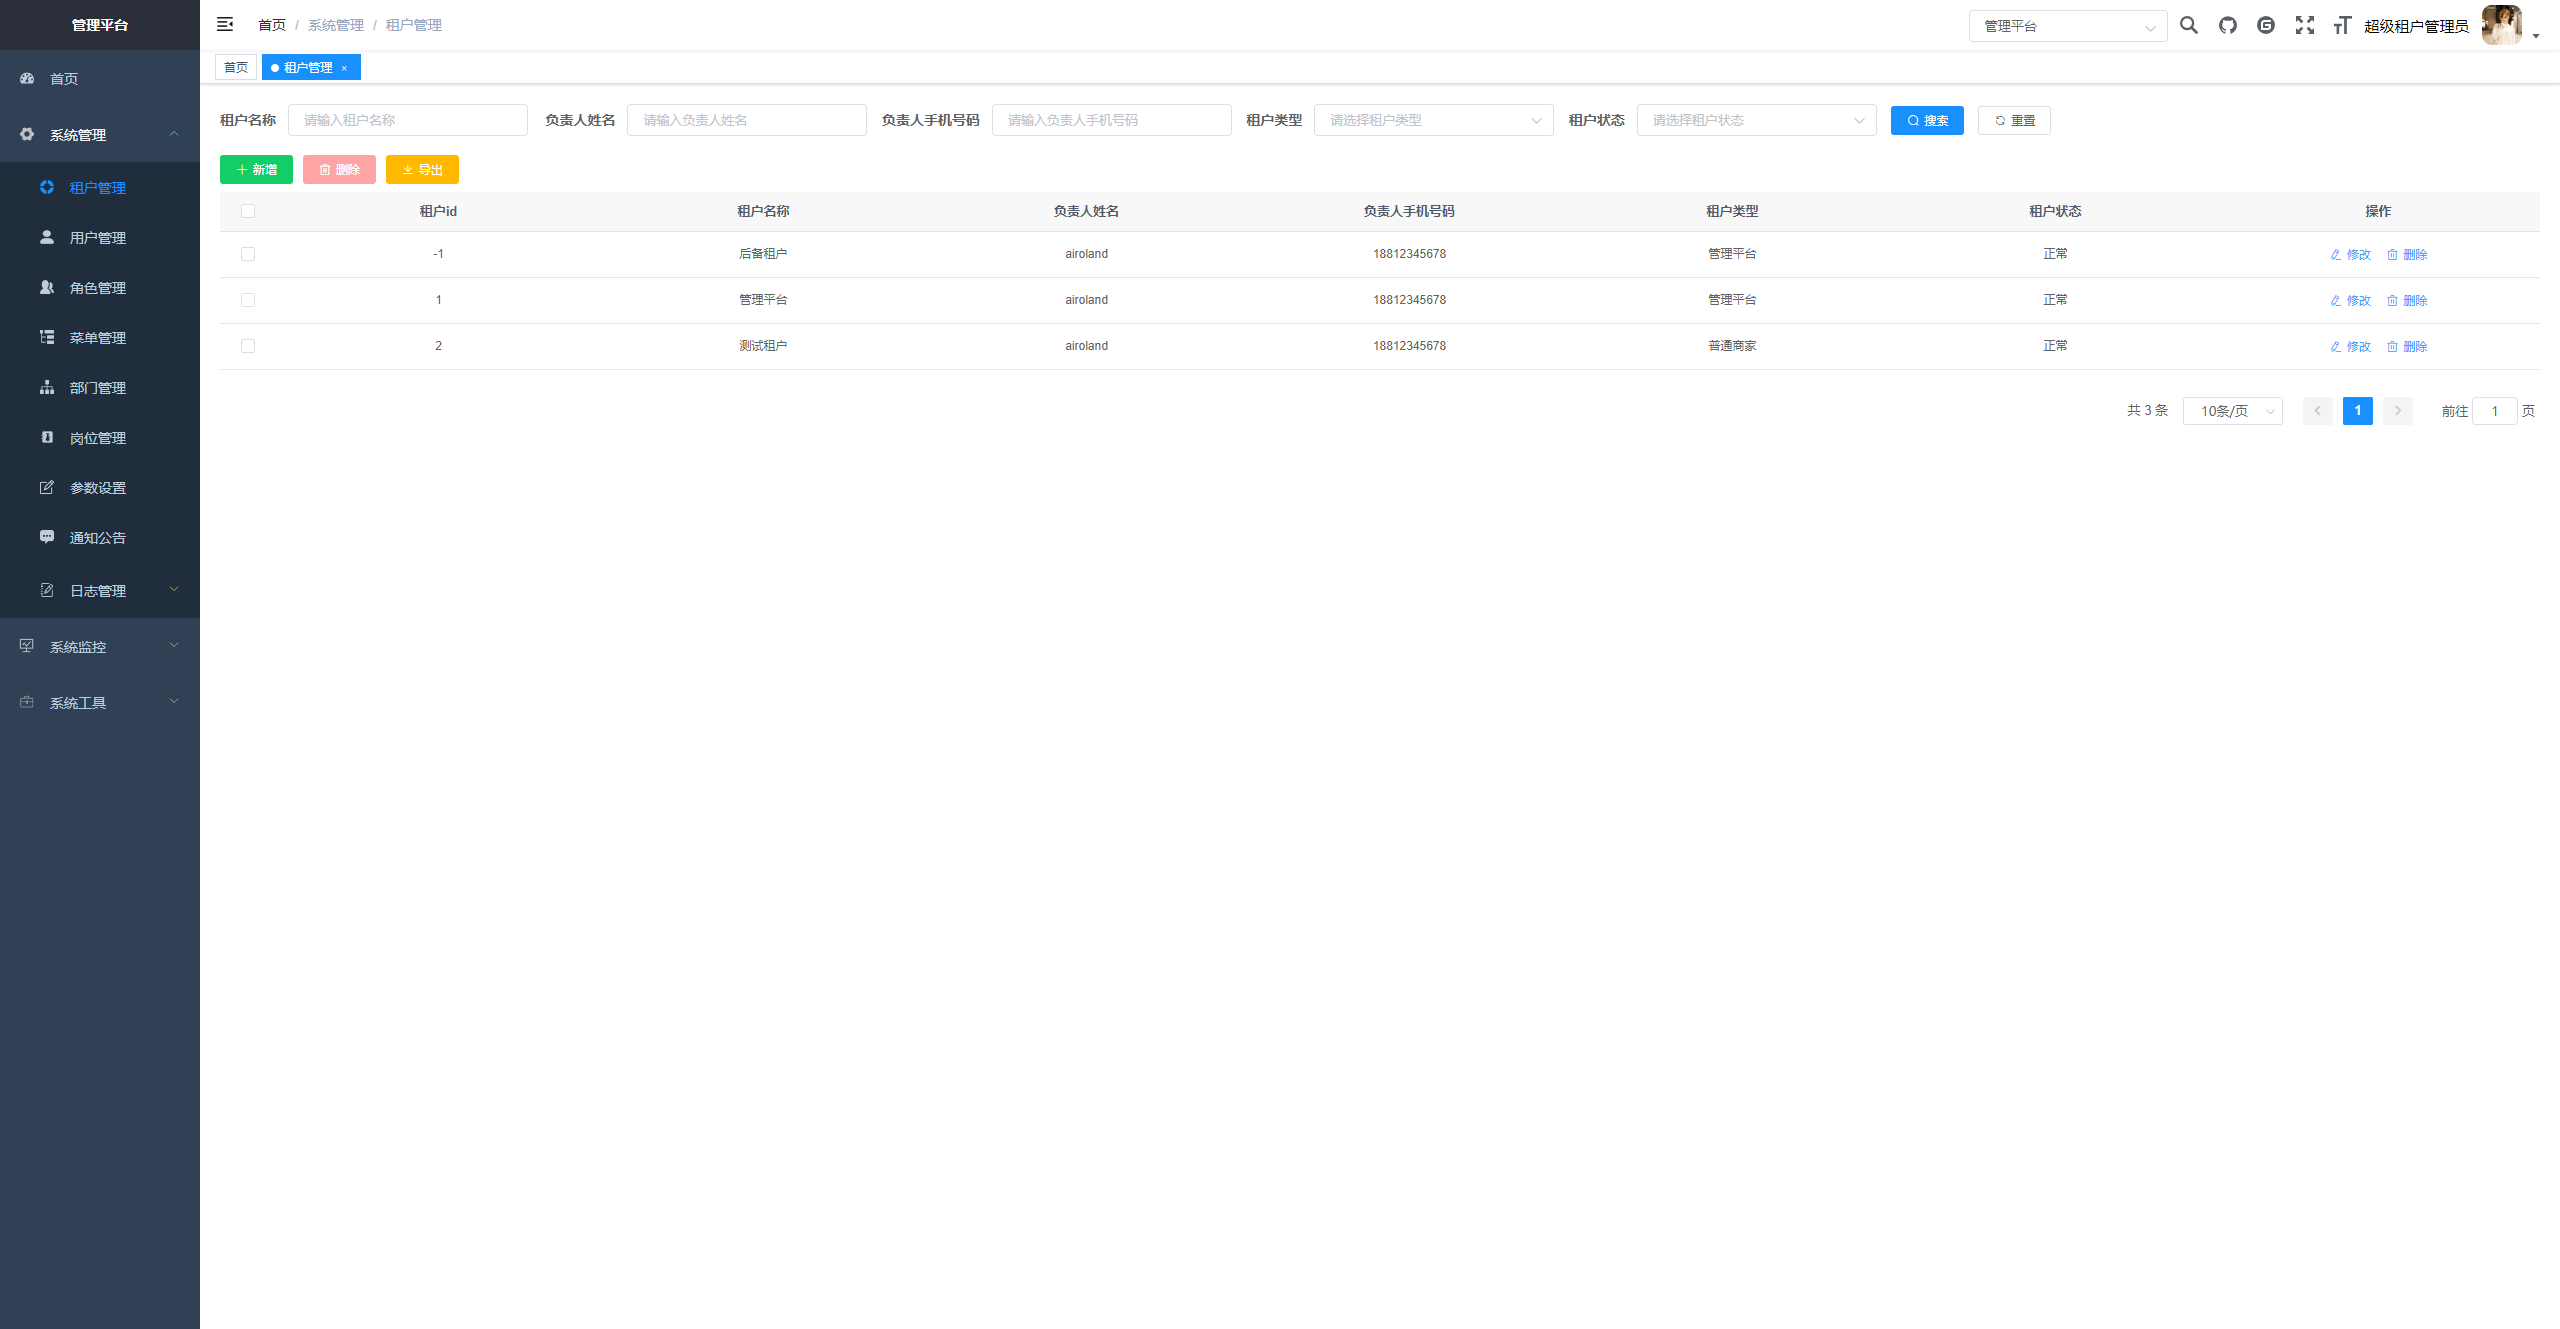 管理平台
首页
系统管理
租户管理
用户管理
角色管理
菜单管理
部门管理
岗位管理
参数设置
通知公告
日志管理
系统监控
系统工具
首页 / 系统管理 / 租户管理
管理平台
超级租户管理员
首页
租户管理 ×
租户名称 请输入租户名称 负责人姓名 请输入负责人姓名 负责人手机号码 请输入负责人手机号码 租户类型 请选择租户类型 租户状态 请选择租户状态 搜索 重置
新增 删除 导出
租户id 租户名称 负责人姓名 负责人手机号码 租户类型 租户状态 操作
-1 后备租户 airoland 18812345678 管理平台 正常 修改 删除
1 管理平台 airoland 18812345678 管理平台 正常 修改 删除
2 测试租户 airoland 18812345678 普通商家 正常 修改 删除
共 3 条 10条/页 1 前往 1 页